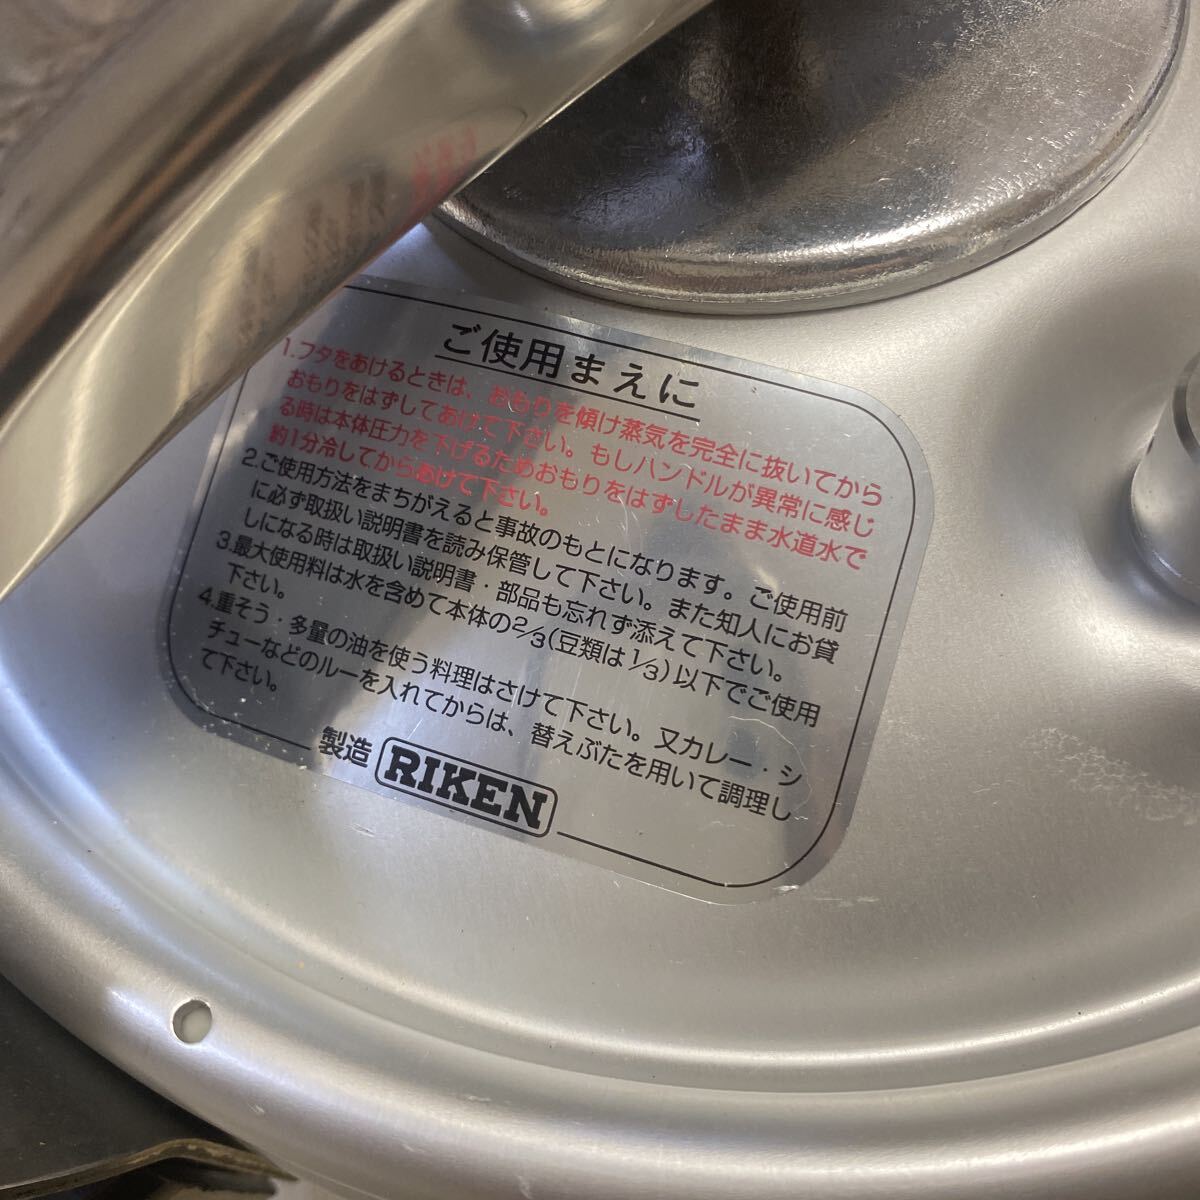 ご使用まえに
1.フタをあけるときは、おもりを傾け蒸気を完全に抜いてから
おもりをはずしてあけて下さい。もしハンドルが異常に感じ
る時は本体圧力を下げるためおもりをはずしたまま水道水で
約1分冷してからあけて下さい。
2.ご使用方法をまちがえると事故のもとになります。ご使用前
に必ず取扱い説明書を読み保管して下さい。また知人にお貸
しになる時は取扱い説明書・部品も忘れず添えて下さい。
3.最大使用料は水を含めて本体の2/3(豆類は1/3)以下でご使用
下さい。
4.重そう・多量の油を使う料理はさけて下さい。又カレー・シ
チューなどのルーを入れてからは、替えぶたを用いて調理し
て下さい。
製造 RIKEN